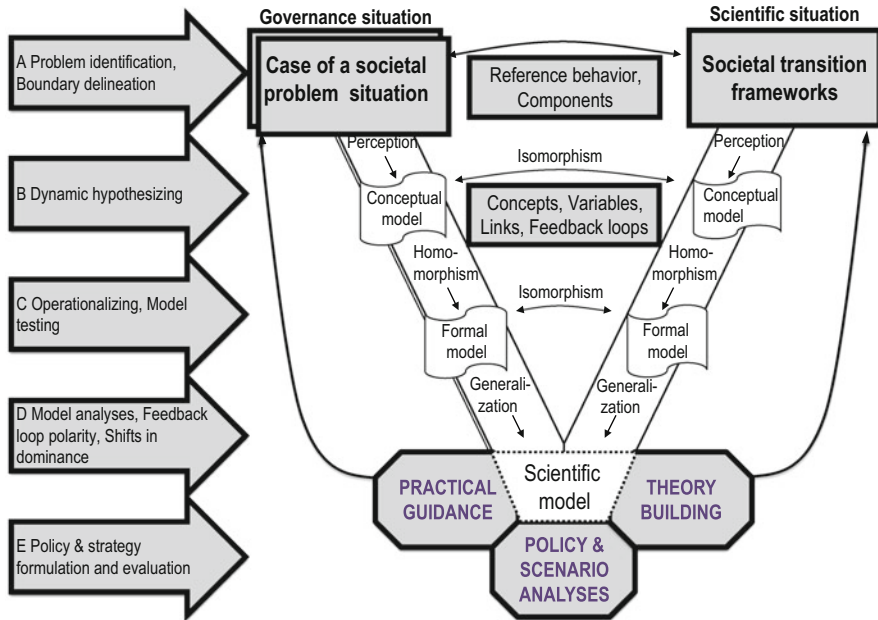 Governance situation
Scientific situation
A Problem identification,
Boundary delineation
Case of a societal
problem situation
Reference behavior,
Components
Societal transition
frameworks
Perception
Isomorphism
Perception
B Dynamic hypothesizing
Conceptual
model
Concepts, Variables,
Links, Feedback loops
Conceptual
model
Homo-
morphism
Homo-
morphism
C Operationalizing, Model
testing
Isomorphism
Formal
model
Formal
model
Generali-
zation
Generali-
zation
D Model analyses, Feedback
loop polarity, Shifts in
dominance
PRACTICAL
GUIDANCE
Scientific
model
THEORY
BUILDING
E Policy & strategy
formulation and evaluation
POLICY &
SCENARIO
ANALYSES